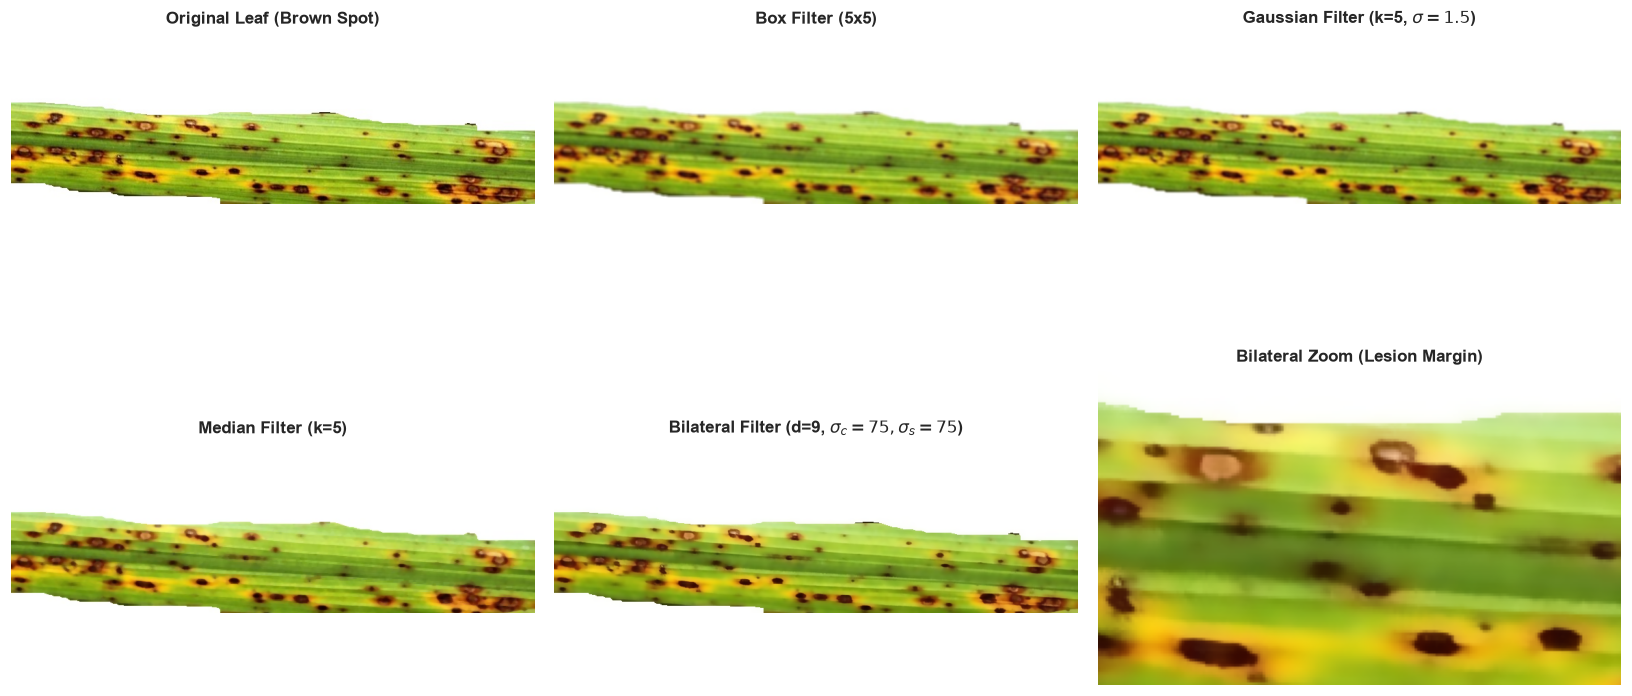 Original Leaf (Brown Spot)
Box Filter (5x5)
Gaussian Filter (k=5, σ = 1.5)
Bilateral Zoom (Lesion Margin)
Median Filter (k=5)
Bilateral Filter (d=9, σc = 75, σs = 75)